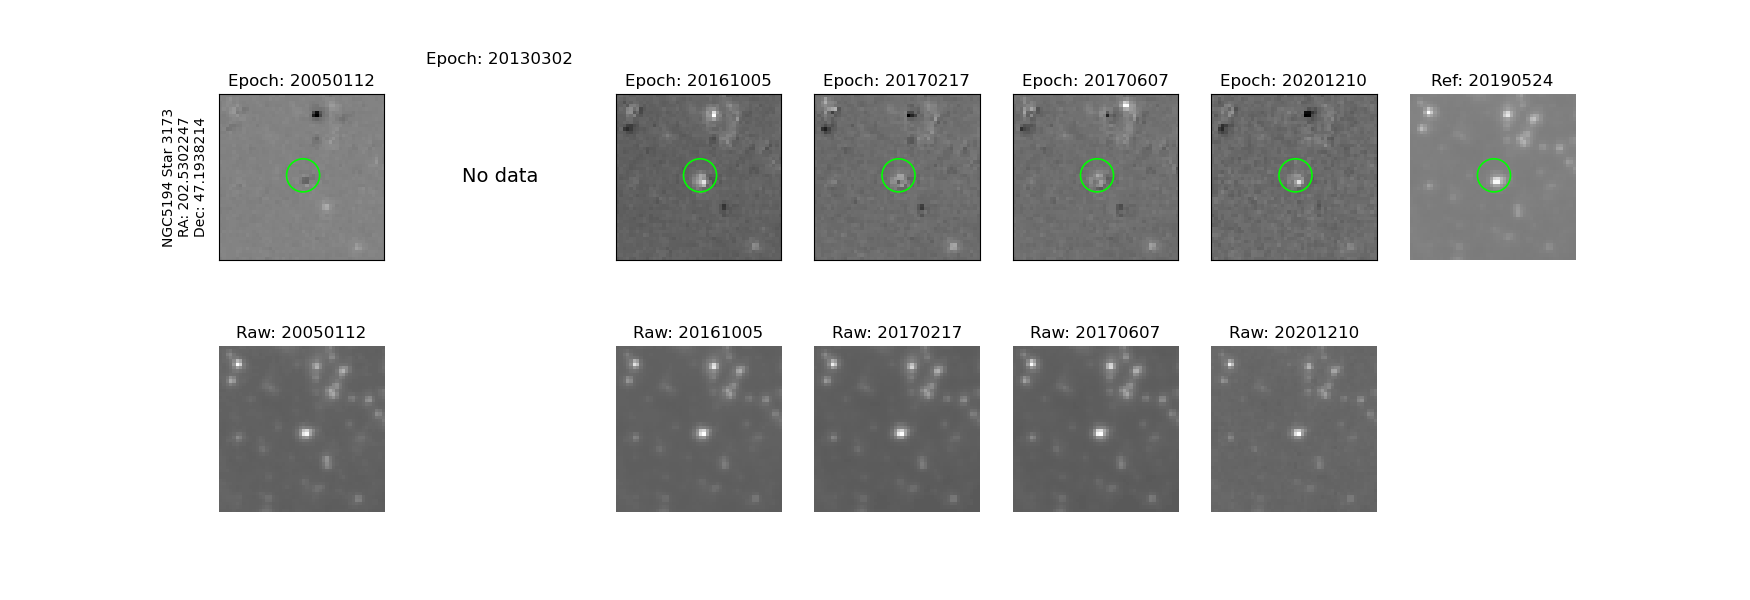 Epoch: 20130302
Epoch: 20050112
Epoch: 20161005
Epoch: 20170217
Epoch: 20170607
Epoch: 20201210
Ref: 20190524
NGC5194 Star 3173
RA: 202.5302247
Dec: 47.1938214
No data
Raw: 20050112
Raw: 20161005
Raw: 20170217
Raw: 20170607
Raw: 20201210